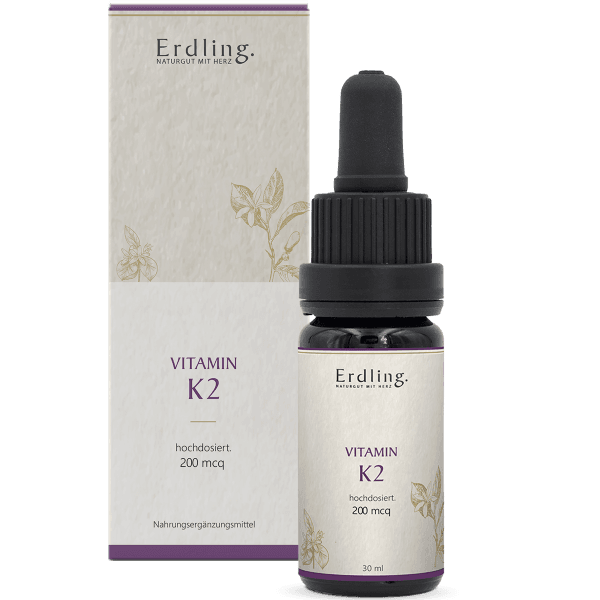 Erdling.
NATURGUT MIT HERZ
VITAMIN
K2
hochdosiert.
200 mcq
Nahrungsergänzungsmittel
Erdling.
NATURGUT MIT HERZ
VITAMIN
K2
hochdosiert.
200 mcq
30 ml